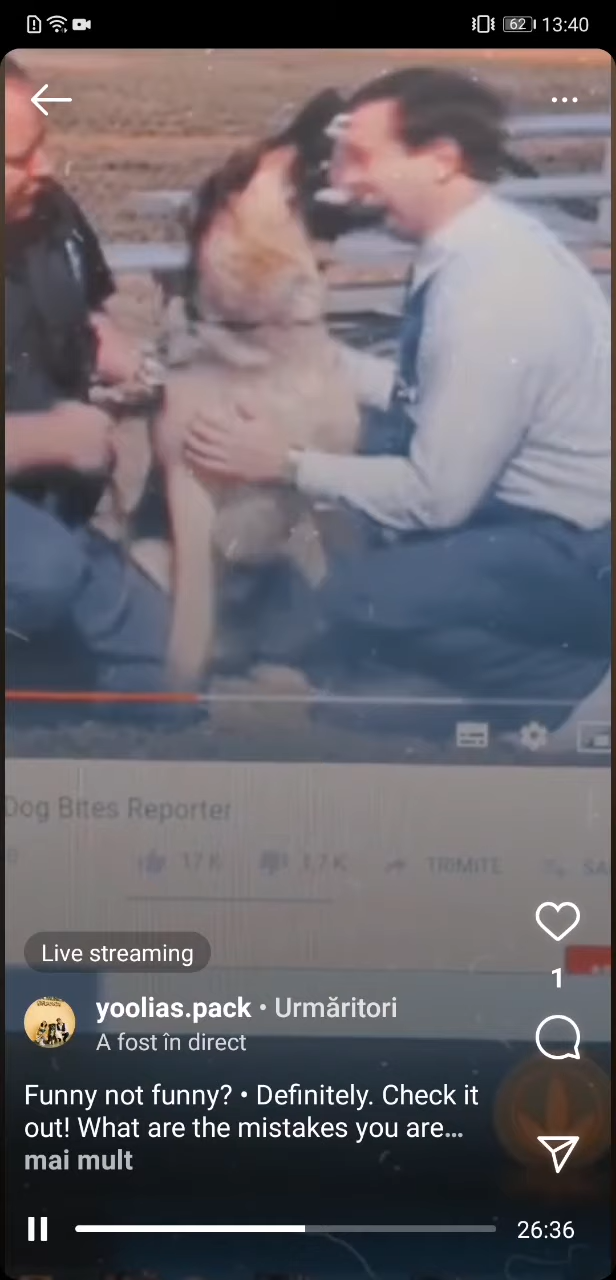 62 13:40
Dog Bites Reporter
17 K 1,7 K TRIMITE
Live streaming
1
yoolias.pack • Urmăritori
A fost în direct
Funny not funny? • Definitely. Check it
out! What are the mistakes you are...
mai mult
26:36